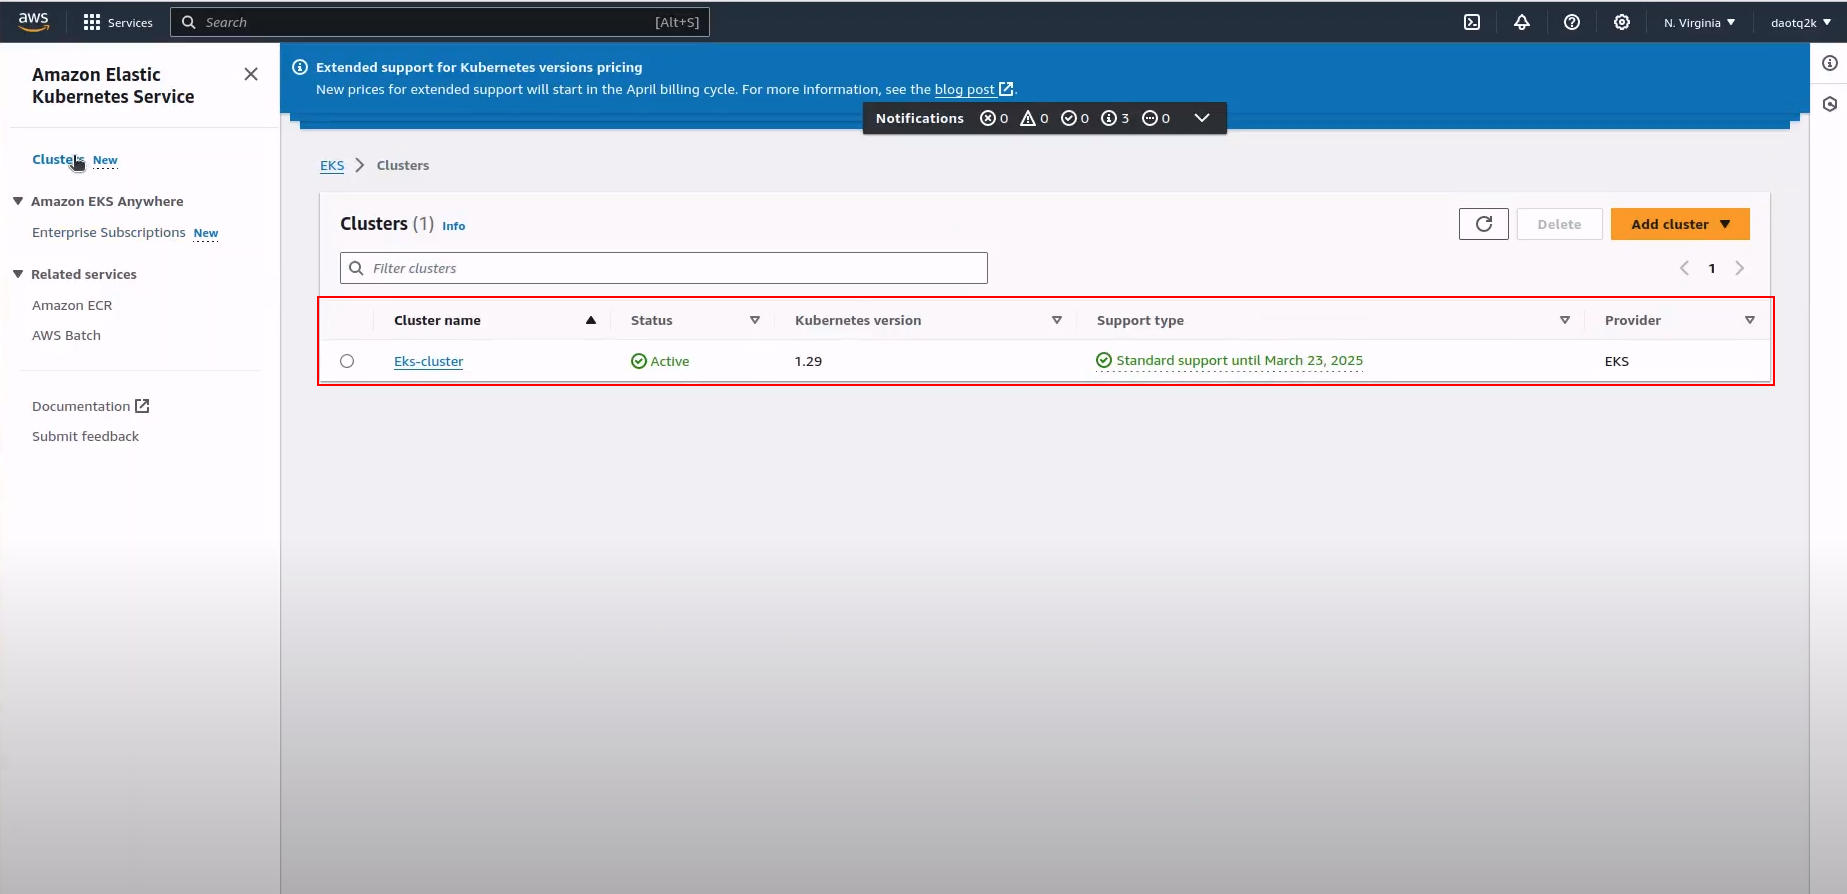 aws
Services
Search
[Alt+S]
N. Virginia
daotq2k
Amazon Elastic
Kubernetes Service
Clusters New
Amazon EKS Anywhere
Enterprise Subscriptions New
Related services
Amazon ECR
AWS Batch
Documentation
Submit feedback
Extended support for Kubernetes versions pricing
New prices for extended support will start in the April billing cycle. For more information, see the blog post.
Notifications 0 0 0 3 0
EKS > Clusters
Clusters (1) Info
Delete
Add cluster
Filter clusters
1
Cluster name Status Kubernetes version Support type Provider
Eks-cluster Active 1.29 Standard support until March 23, 2025 EKS